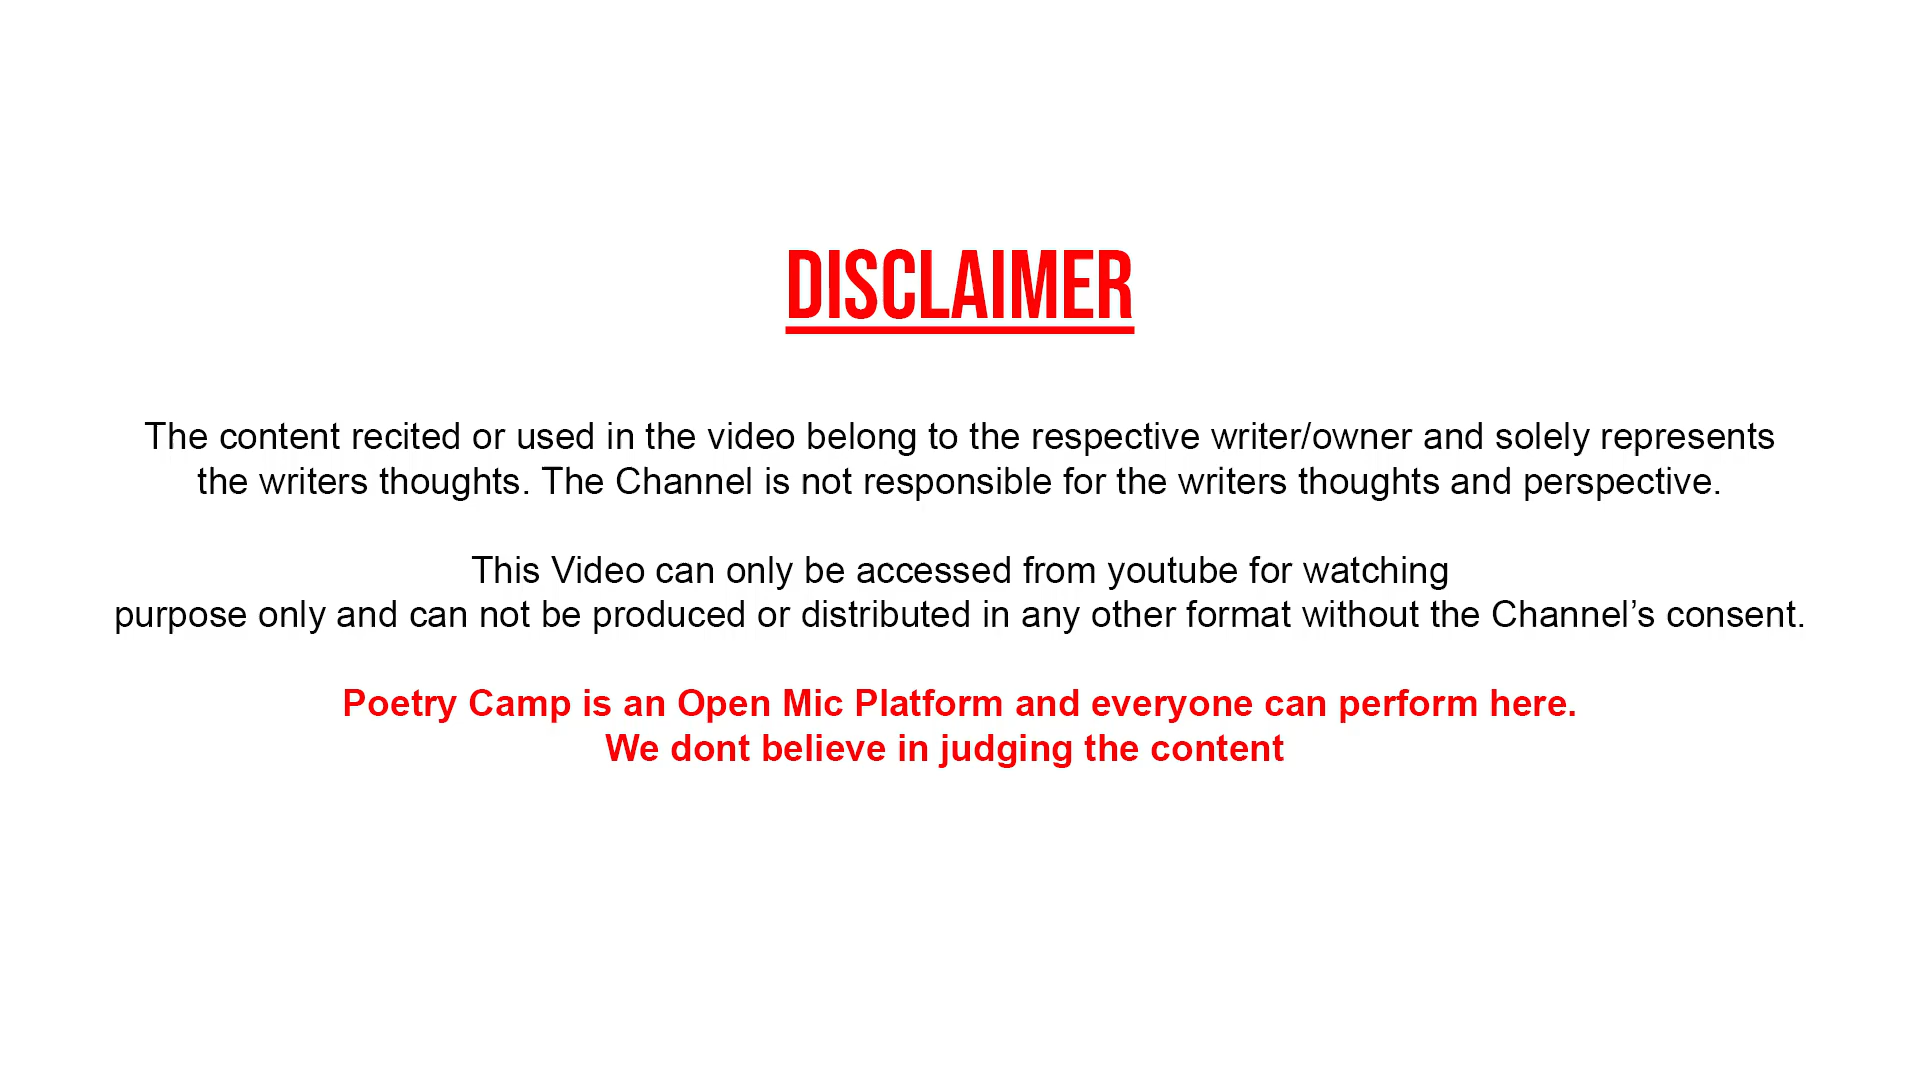 DISCLAIMER
The content recited or used in the video belong to the respective writer/owner and solely represents
the writers thoughts. The Channel is not responsible for the writers thoughts and perspective.
This Video can only be accessed from youtube for watching
purpose only and can not be produced or distributed in any other format without the Channel’s consent.
Poetry Camp is an Open Mic Platform and everyone can perform here.
We dont believe in judging the content